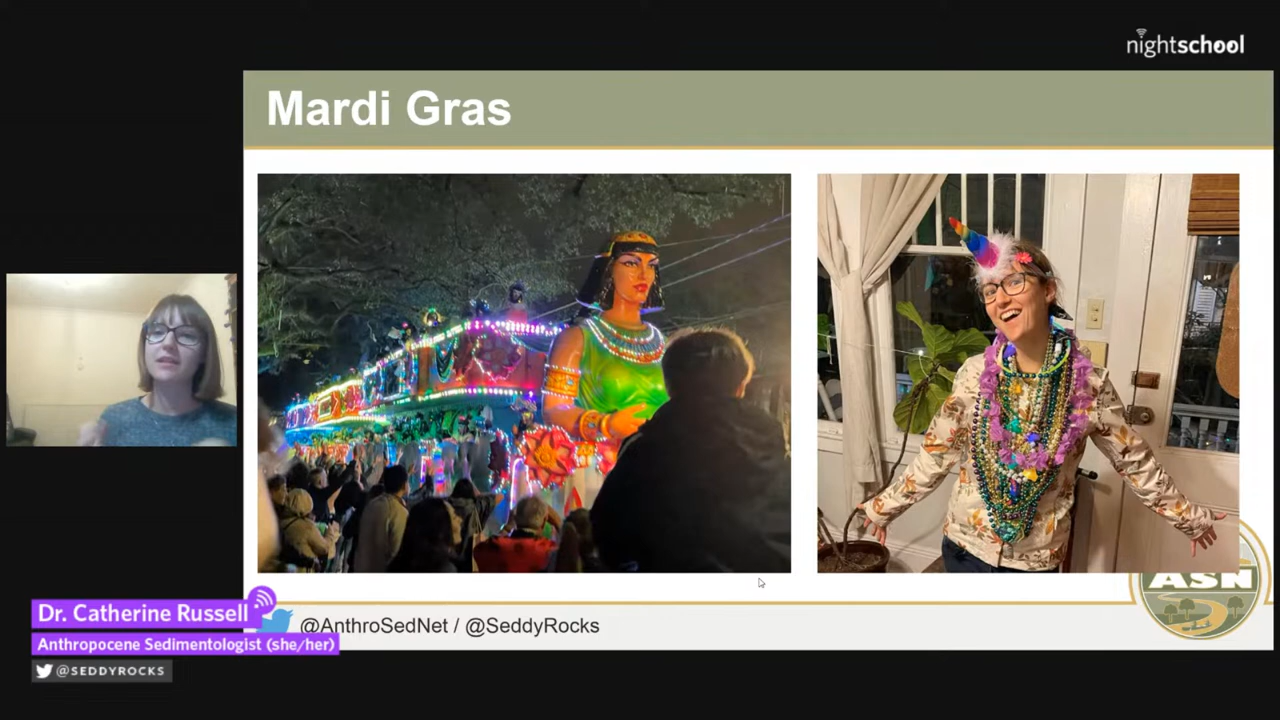 nightschool
Mardi Gras
ASN
Dr. Catherine Russell
Anthropocene Sedimentologist (she/her)
@SEDDYROCKS
@AnthroSedNet / @SeddyRocks